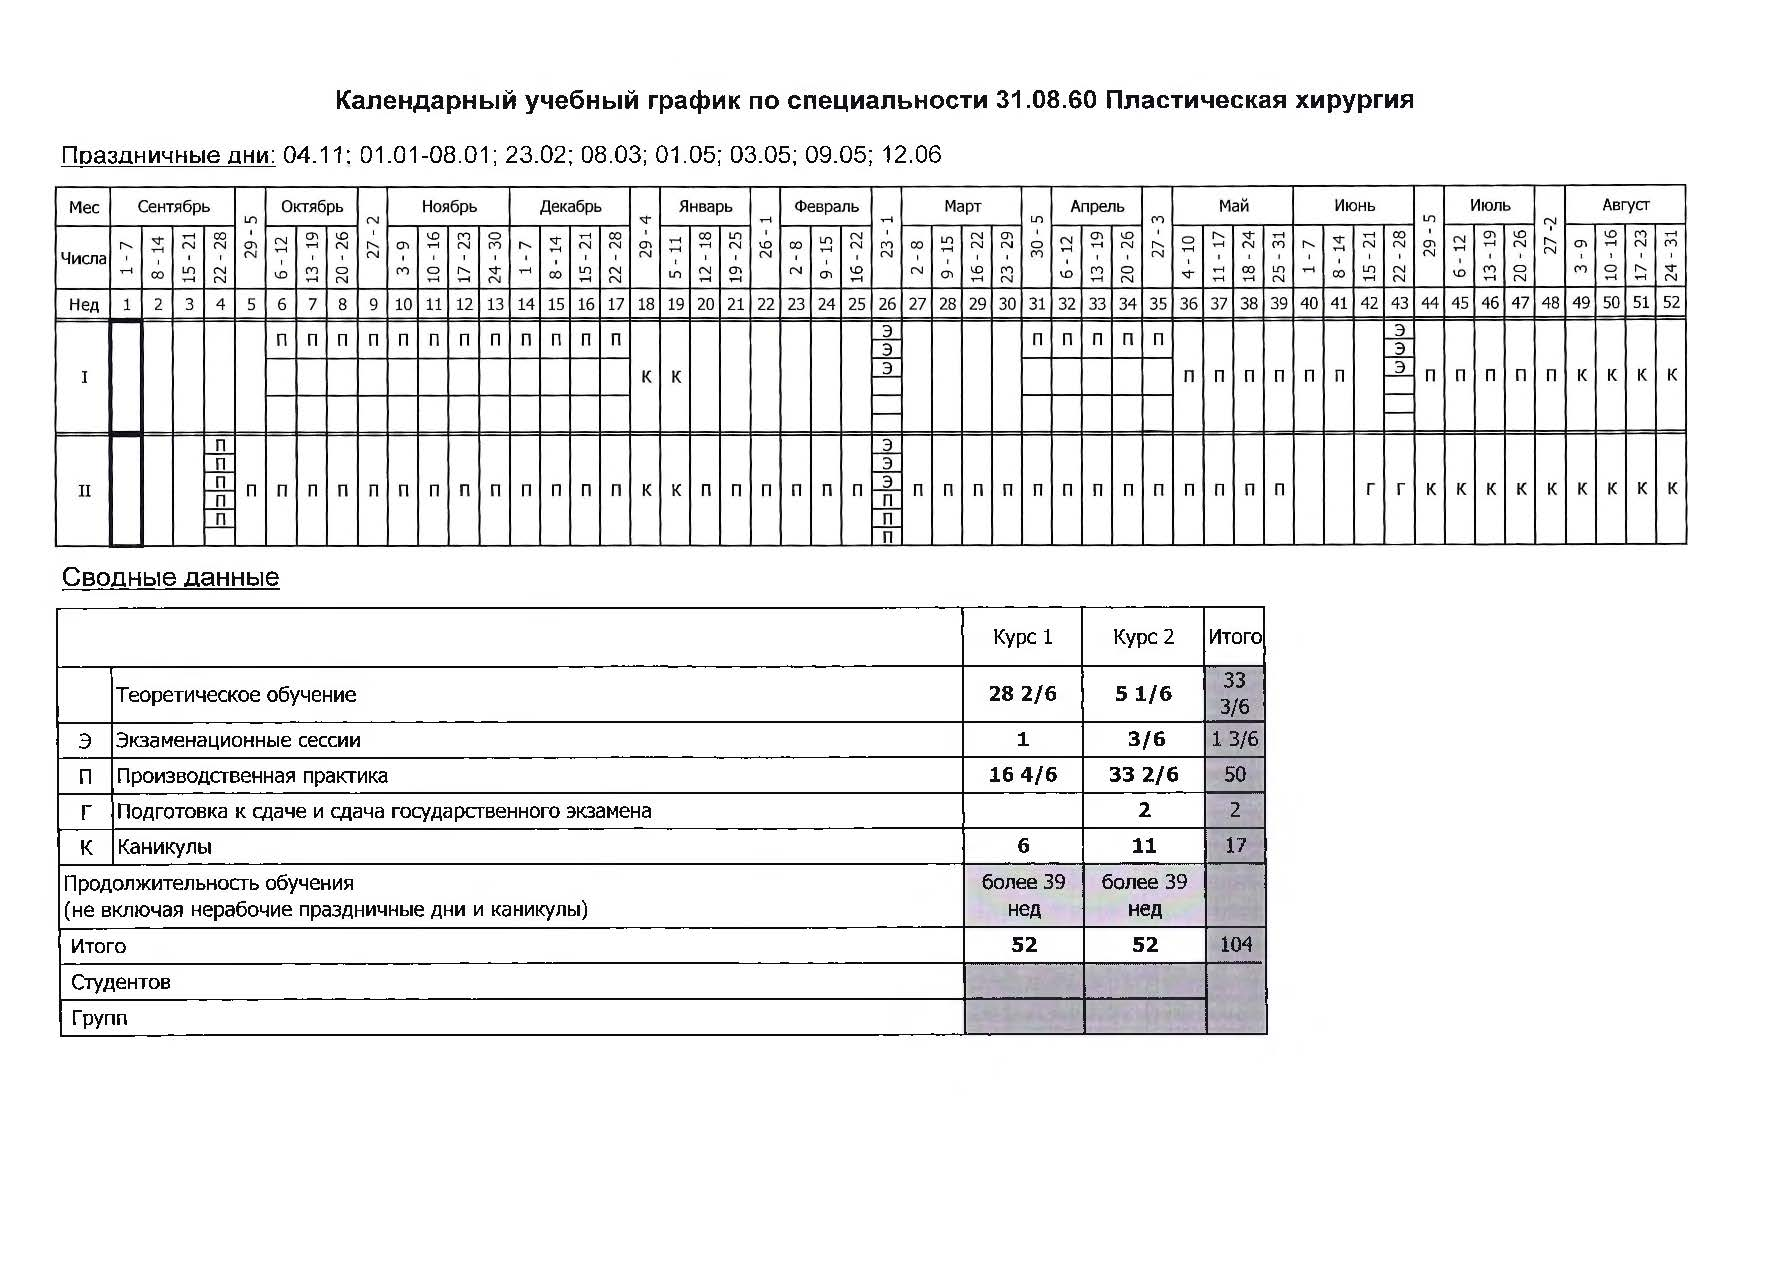 Календарный учебный график по специальности 31.08.60 Пластическая хирургия
Праздничные дни: 04.11; 01.01-08.01; 23.02; 08.03; 01.05; 03.05; 09.05; 12.06
Мес Сентябрь 29 - 5 Октябрь 27 - 2 Ноябрь Декабрь 29 - 4 Январь 26 - 1 Февраль 23 - 1 Март 30 - 5 Апрель 27 - 3 Май Июнь 29 - 5 Июль 27 -2 Август
Числа 1 - 7 8 - 14 15 - 21 22 - 28 6 - 12 13 - 19 20 - 26 3 - 9 10 - 16 17 - 23 24 - 30 1 - 7 8 - 14 15 - 21 22 - 28 5 - 11 12 - 18 19 - 25 2 - 8 9 - 15 16 - 22 2 - 8 9 - 15 16 - 22 23 - 29 6 - 12 13 - 19 20 - 26 4 - 10 11 - 17 18 - 24 25 - 31 1 - 7 8 - 14 15 - 21 22 - 28 6 - 12 13 - 19 20 - 26 3 - 9 10 - 16 17 - 23 24 - 31
Нед 1 2 3 4 5 6 7 8 9 10 11 12 13 14 15 16 17 18 19 20 21 22 23 24 25 26 27 28 29 30 31 32 33 34 35 36 37 38 39 40 41 42 43 44 45 46 47 48 49 50 51 52
Э Э
П П П П П П П П П П П П П П П П П
Э Э
I К К Э П П П П П П Э П П П П П К К К К
П Э
П Э
П Э
II П П П П П П П П П П П П П К К П П П П П П П П П П П П П П П П П П П Г Г К К К К К К К К К
П П
П П
П
Сводные данные
Курс 1 Курс 2 Итого
Теоретическое обучение 28 2/6 5 1/6 33 3/6
Э Экзаменационные сессии 1 3/6 1 3/6
П Производственная практика 16 4/6 33 2/6 50
Г Подготовка к сдаче и сдача государственного экзамена 2 2
К Каникулы 6 11 17
Продолжительность обучения более 39 более 39
(не включая нерабочие праздничные дни и каникулы) нед нед
Итого 52 52 104
Студентов
Групп